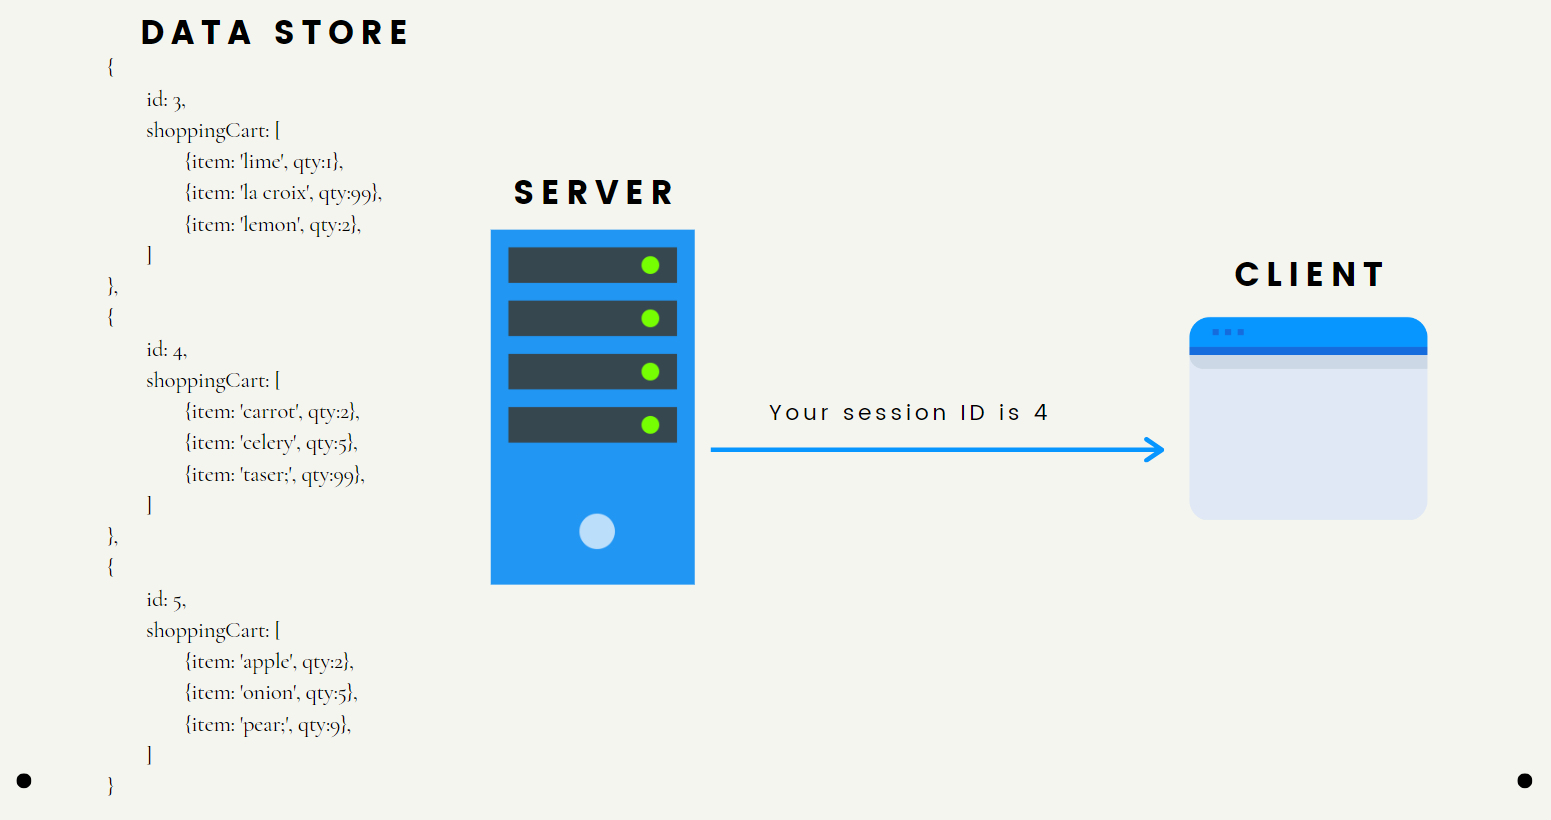 DATA STORE
{
id: 3,
shoppingCart: [
{item: 'lime', qty:1},
{item: 'la croix', qty:99},
{item: 'lemon', qty:2},
]
},
{
id: 4,
shoppingCart: [
{item: 'carrot', qty:2},
{item: 'celery', qty:5},
{item: 'taser;', qty:99},
]
},
{
id: 5,
shoppingCart: [
{item: 'apple', qty:2},
{item: 'onion', qty:5},
{item: 'pear;', qty:9},
]
}
SERVER
Your session ID is 4
CLIENT